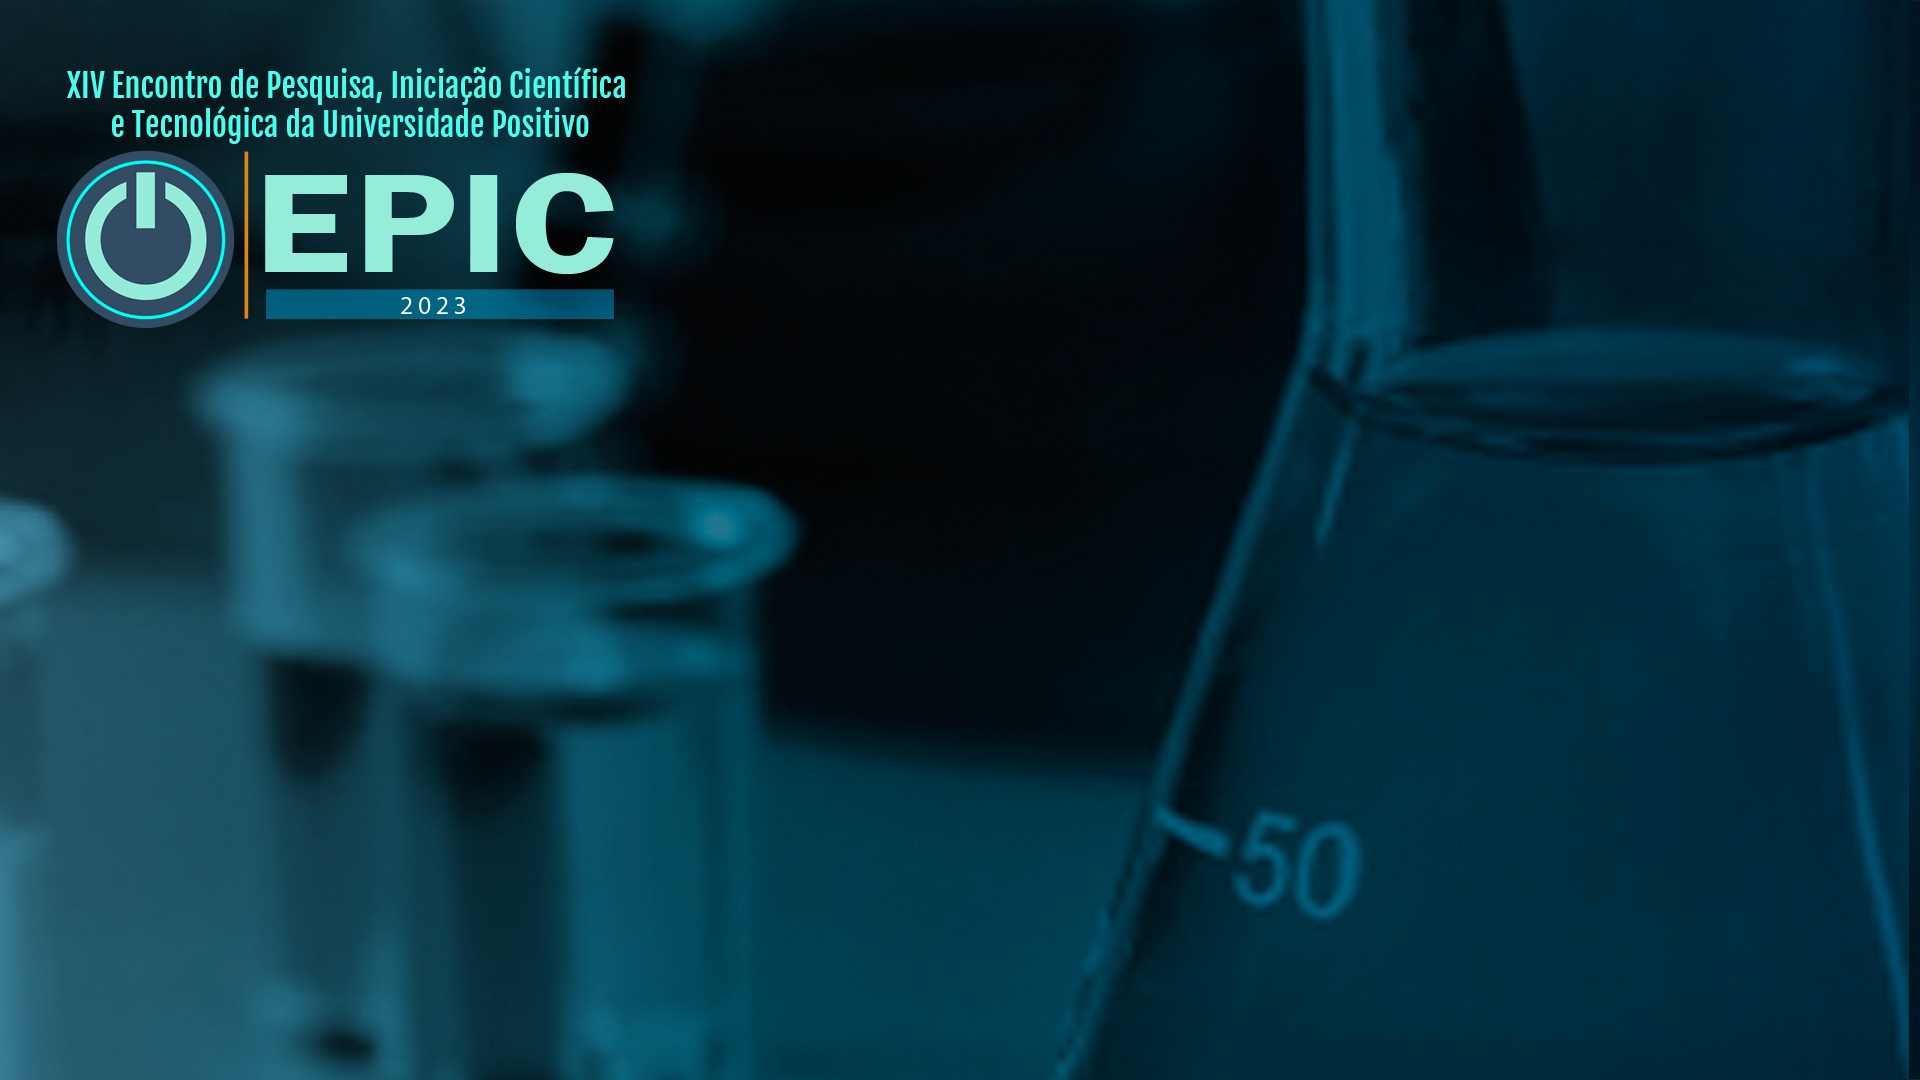 XIV Encontro de Pesquisa, Iniciação Científica
e Tecnológica da Universidade Positivo
EPIC
2023
50